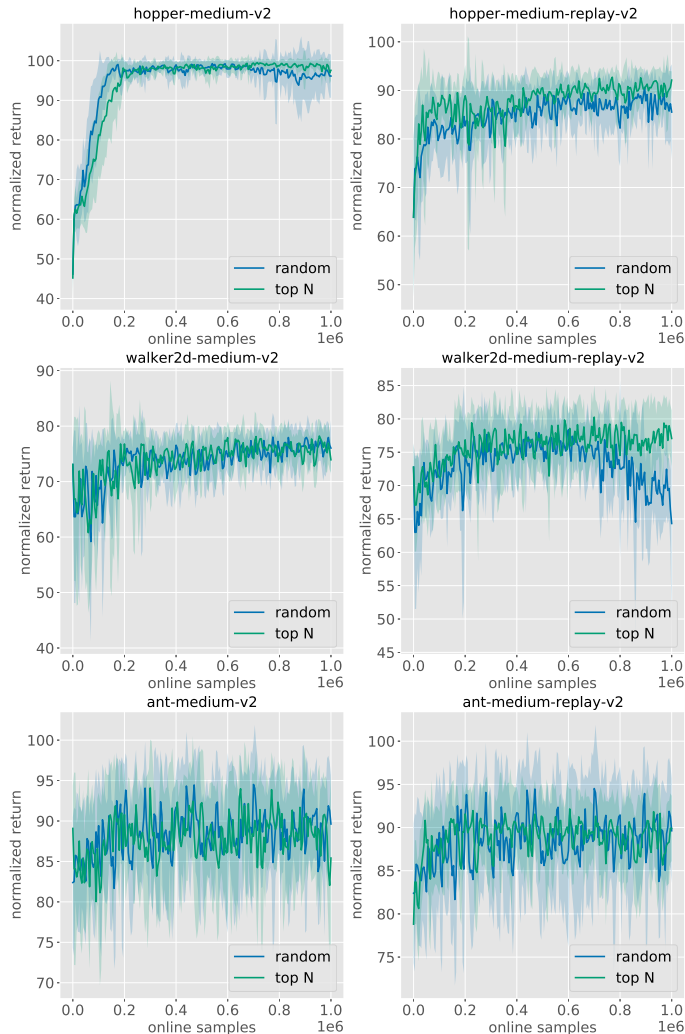 hopper-medium-v2
normalized return
100
90
80
70
60
50
40
random
top N
0.0 0.2 0.4 0.6 0.8 1.0
online samples
1e6
hopper-medium-replay-v2
normalized return
100
90
80
70
60
50
random
top N
0.0 0.2 0.4 0.6 0.8 1.0
online samples
1e6
walker2d-medium-v2
normalized return
90
80
70
60
50
40
random
top N
0.0 0.2 0.4 0.6 0.8 1.0
online samples
1e6
walker2d-medium-replay-v2
normalized return
85
80
75
70
65
60
55
50
45
random
top N
0.0 0.2 0.4 0.6 0.8 1.0
online samples
1e6
ant-medium-v2
normalized return
100
95
90
85
80
75
70
random
top N
0.0 0.2 0.4 0.6 0.8 1.0
online samples
1e6
ant-medium-replay-v2
normalized return
100
95
90
85
80
75
random
top N
0.0 0.2 0.4 0.6 0.8 1.0
online samples
1e6